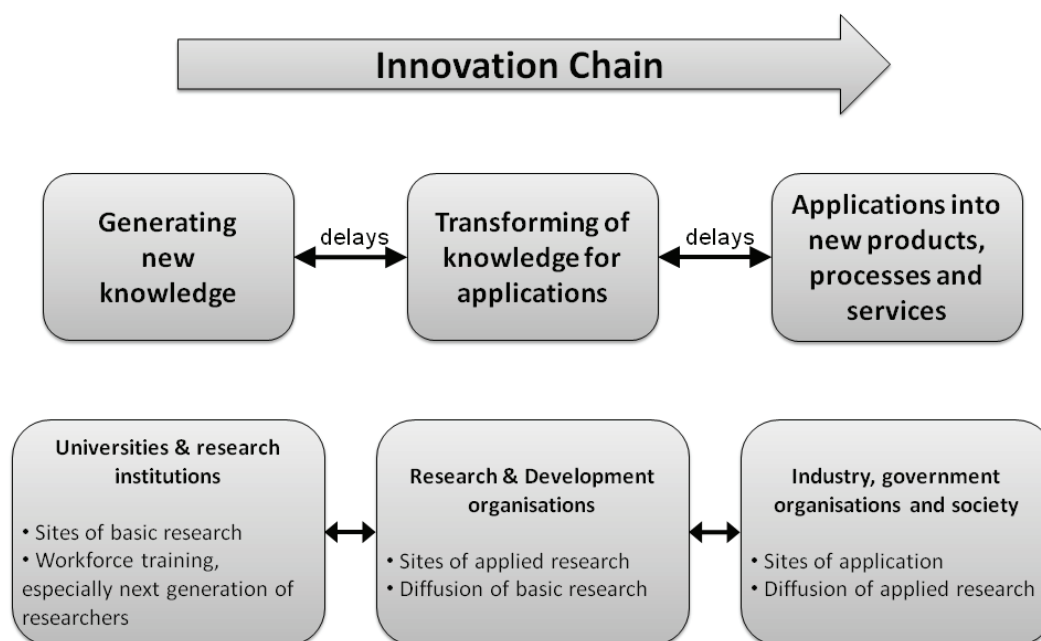 Innovation Chain
Generating
new
knowledge
delays
Transforming of
knowledge for
applications
delays
Applications into
new products,
processes and
services
Universities & research
institutions
• Sites of basic research
• Workforce training,
especially next generation of
researchers
Research & Development
organisations
• Sites of applied research
• Diffusion of basic research
Industry, government
organisations and society
• Sites of application
• Diffusion of applied research